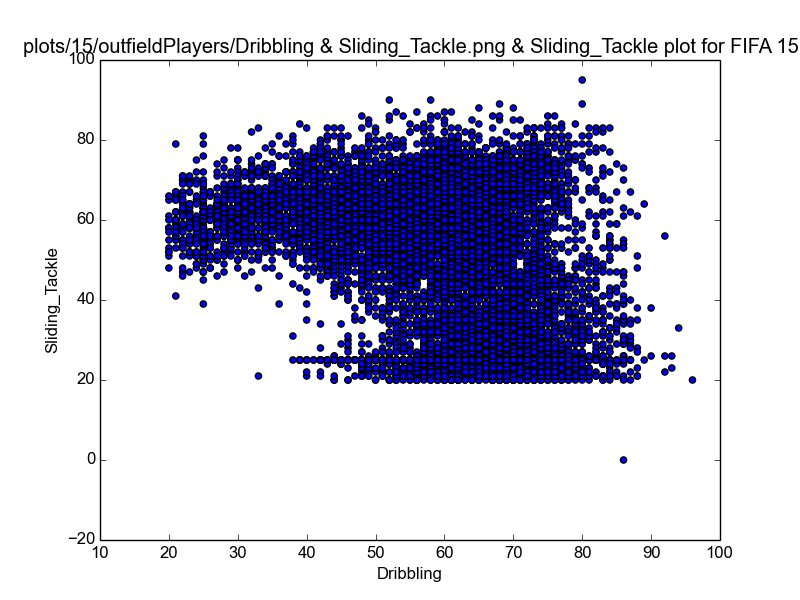 plots/15/outfieldPlayers/Dribbling & Sliding_Tackle.png & Sliding_Tackle plot for FIFA 15
100
80
60
40
20
0
−20
Sliding_Tackle
10 20 30 40 50 60 70 80 90 100
Dribbling